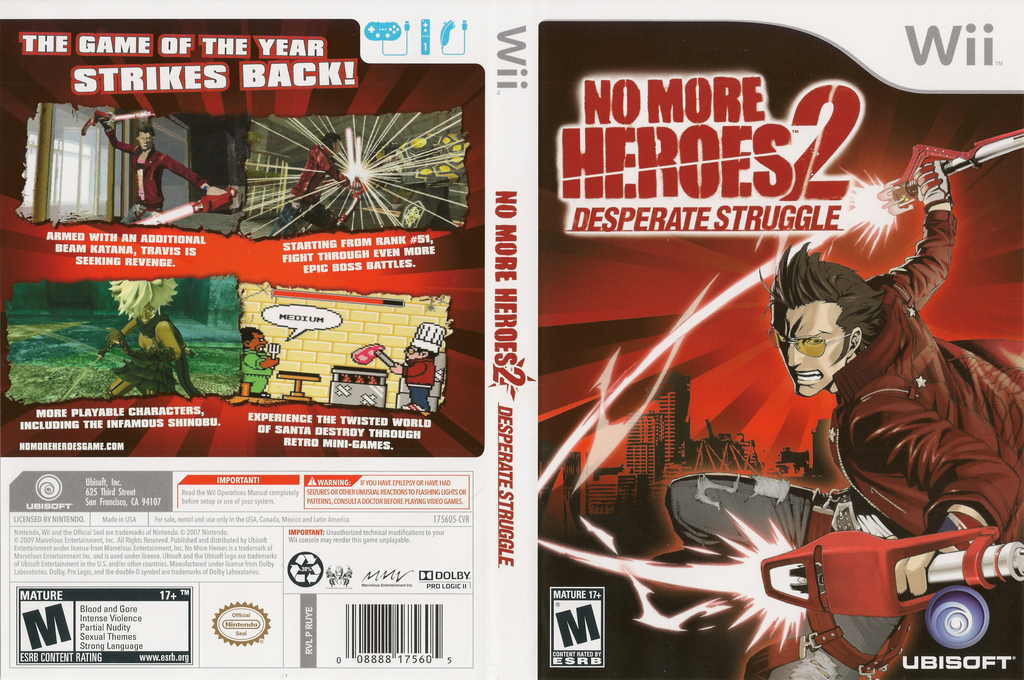 THE GAME OF THE YEAR
STRIKES BACK!
ARMED WITH AN ADDITIONAL
BEAM KATANA, TRAVIS IS
SEEKING REVENGE.
STARTING FROM RANK #51,
FIGHT THROUGH EVEN MORE
EPIC BOSS BATTLES.
MEDIUM
MORE PLAYABLE CHARACTERS,
INCLUDING THE INFAMOUS SHINOBU.
EXPERIENCE THE TWISTED WORLD
OF SANTA DESTROY THROUGH
RETRO MINI-GAMES.
NOMOREHEROESGAME.COM
UBISOFT
Ubisoft, Inc.
625 Third Street
San Francisco, CA 94107
IMPORTANT!
Read the Wii Operations Manual completely
before setup or use of your system.
WARNING: IF YOU HAVE EPILEPSY OR HAVE HAD
SEIZURES OR OTHER UNUSUAL REACTIONS TO FLASHING LIGHTS OR
PATTERNS, CONSULT A DOCTOR BEFORE PLAYING VIDEO GAMES.
LICENSED BY NINTENDO. Made in USA For sale, rental and use only in the USA, Canada, Mexico and Latin America. 175605-CVR
Nintendo, Wii and the Official Seal are trademarks of Nintendo. © 2007 Nintendo.
© 2009 Marvelous Entertainment, Inc. All Rights Reserved. Published and distributed by Ubisoft
Entertainment under license from Marvelous Entertainment, Inc. No More Heroes is a trademark of
Marvelous Entertainment Inc. and is used under license. Ubisoft and the Ubisoft logo are trademarks
of Ubisoft Entertainment in the U.S. and/or other countries. Manufactured under license from Dolby
Laboratories. Dolby, Pro Logic, and the double-D symbol are trademarks of Dolby Laboratories.
IMPORTANT: Unauthorized technical modifications to your
Wii console may render this game unplayable.
Marvelous Entertainment Inc.
DOLBY
PRO LOGIC II
MATURE 17+ ™
M
Blood and Gore
Intense Violence
Partial Nudity
Sexual Themes
Strong Language
ESRB CONTENT RATING www.esrb.org
Official
Nintendo
Seal
RVL P RUYE
0 08888 17560 5
Wii
NO MORE HEROES 2
DESPERATE STRUGGLE
Wii™
NO MORE
HEROES™ 2
DESPERATE STRUGGLE
MATURE 17+
M
®
CONTENT RATED BY
ESRB
UBISOFT®